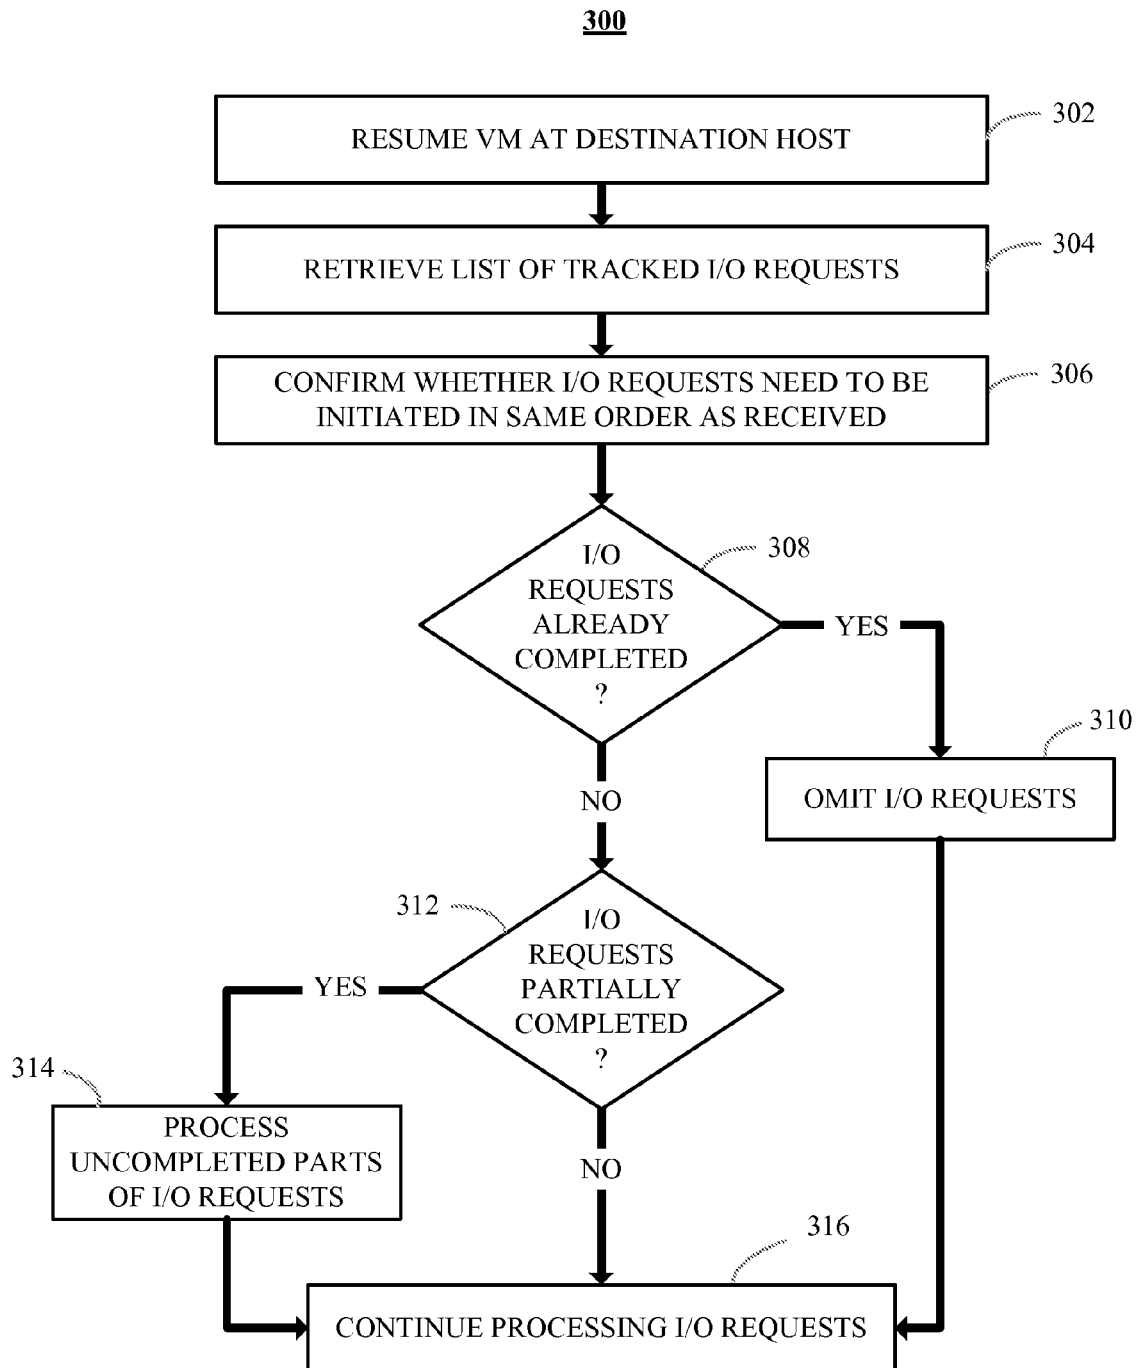 300
RESUME VM AT DESTINATION HOST
302
RETRIEVE LIST OF TRACKED I/O REQUESTS
304
CONFIRM WHETHER I/O REQUESTS NEED TO BE
INITIATED IN SAME ORDER AS RECEIVED
306
I/O
REQUESTS
ALREADY
COMPLETED
?
308
YES
310
OMIT I/O REQUESTS
NO
312
I/O
REQUESTS
PARTIALLY
COMPLETED
?
YES
314
PROCESS
UNCOMPLETED PARTS
OF I/O REQUESTS
NO
316
CONTINUE PROCESSING I/O REQUESTS